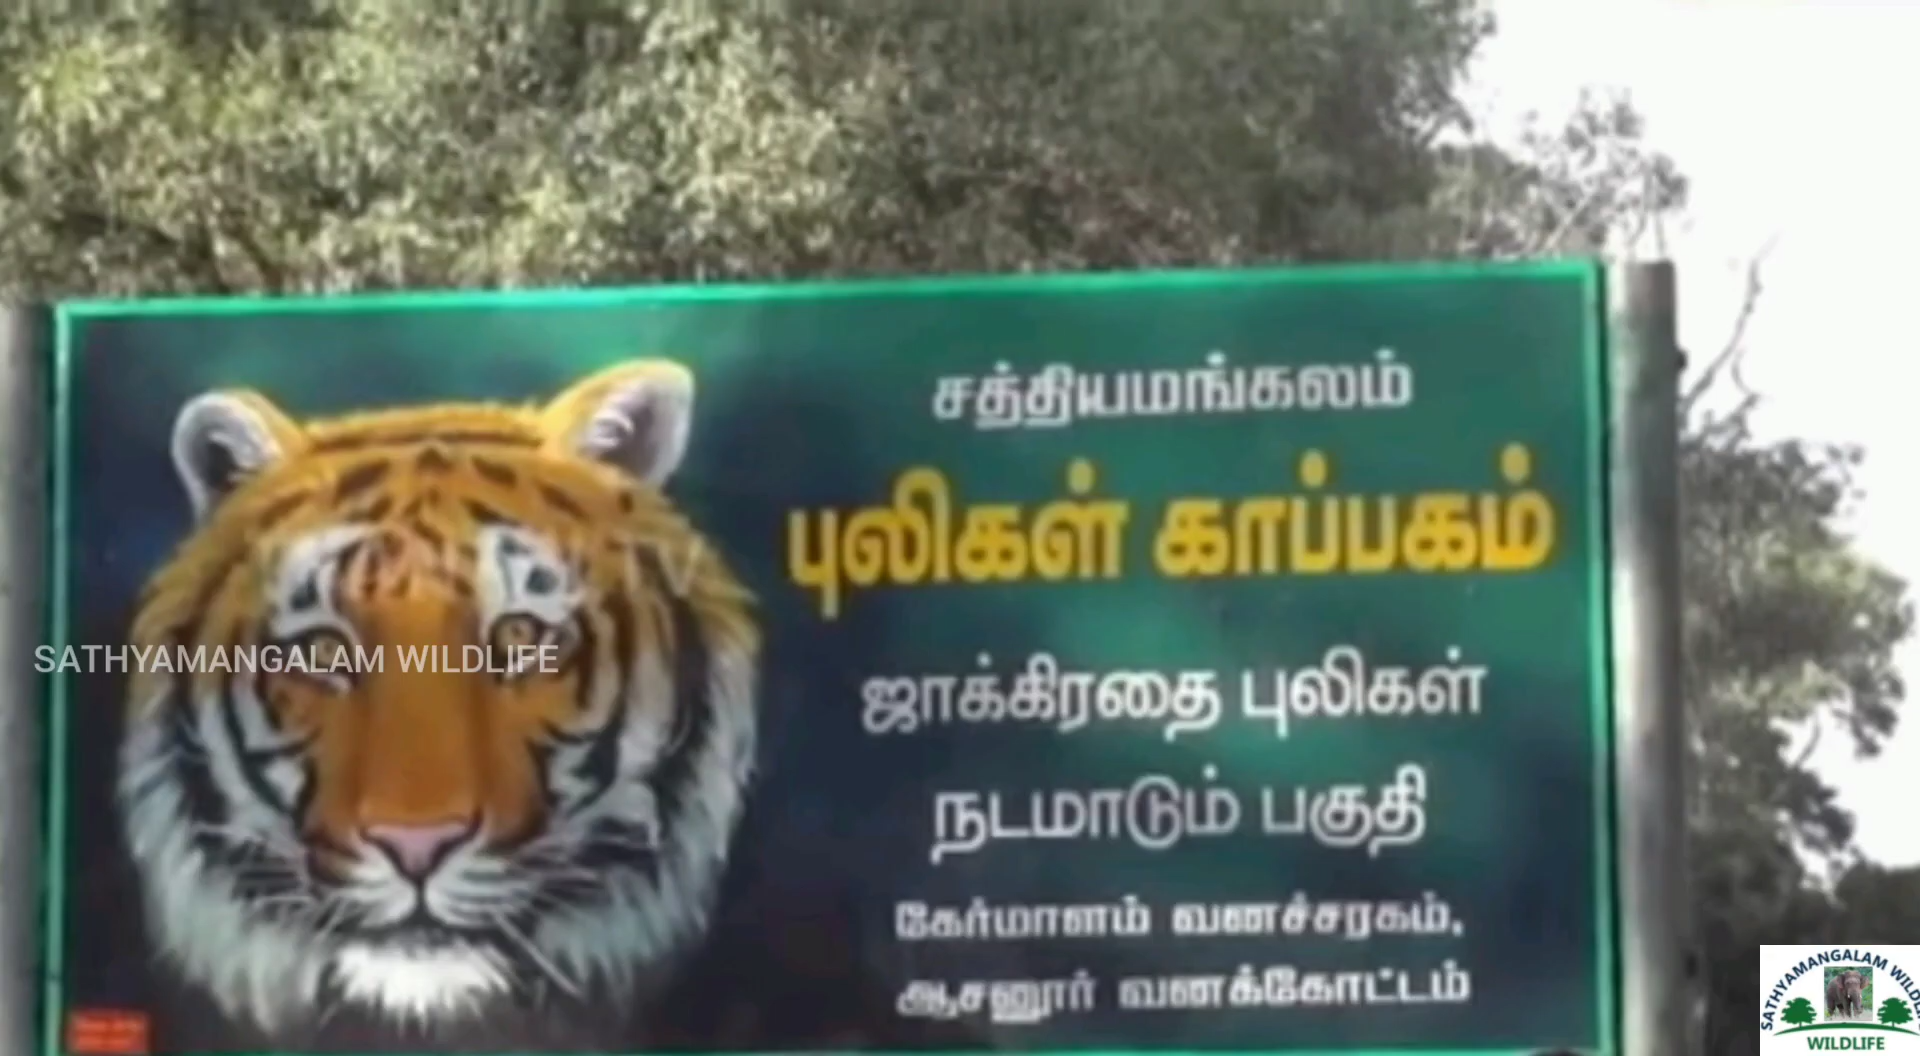 சத்தியமங்கலம்
புலிகள் காப்பகம்
ஜாக்கிரதை புலிகள்
நடமாடும் பகுதி
கேர்மாளம் வனச்சரகம்,
ஆசனூர் வனக்கோட்டம்
SATHYAMANGALAM WILDLIFE
SATHYAMANGALAM WILDLI
WILDLIFE